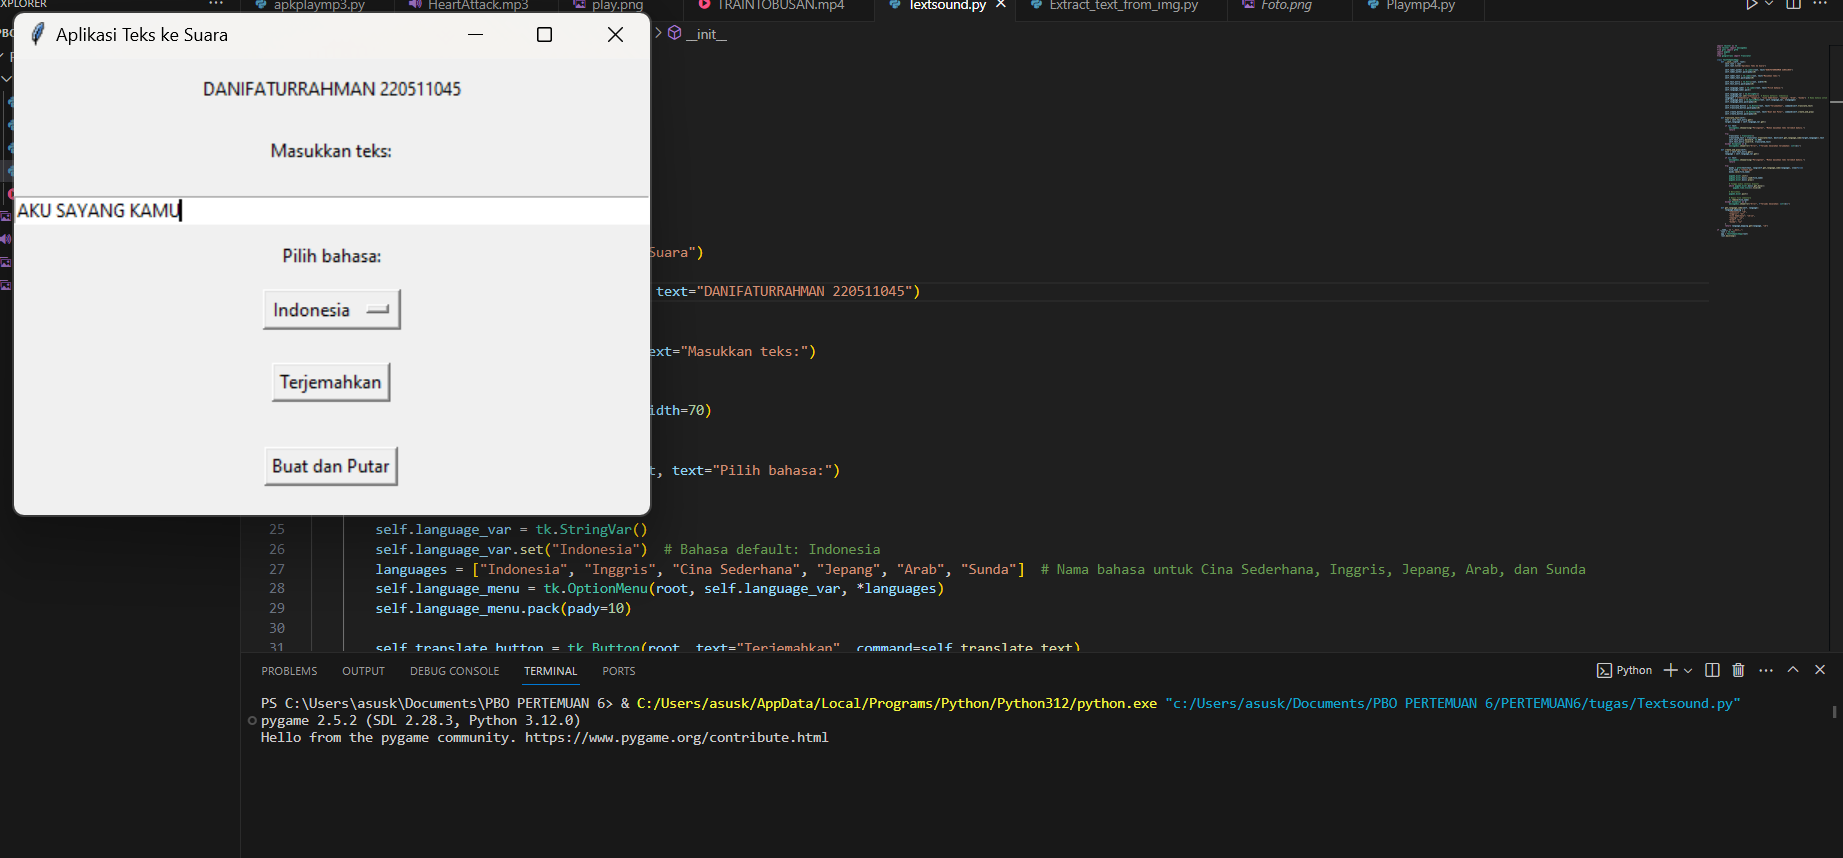 EXPLORER
apkplaymp3.py
HeartAttack.mp3
play.png
TRAINTOBUSAN.mp4
Textsound.py
Extract_text_from_img.py
Foto.png
Playmp4.py
__init__
Aplikasi Teks ke Suara
DANIFATURRAHMAN 220511045
Masukkan teks:
AKU SAYANG KAMU
Pilih bahasa:
Indonesia
Terjemahkan
Buat dan Putar
Suara")
text="DANIFATURRAHMAN 220511045")
ext="Masukkan teks:")
idth=70)
t, text="Pilih bahasa:")
25 self.language_var = tk.StringVar()
26 self.language_var.set("Indonesia") # Bahasa default: Indonesia
27 languages = ["Indonesia", "Inggris", "Cina Sederhana", "Jepang", "Arab", "Sunda"] # Nama bahasa untuk Cina Sederhana, Inggris, Jepang, Arab, dan Sunda
28 self.language_menu = tk.OptionMenu(root, self.language_var, *languages)
29 self.language_menu.pack(pady=10)
30
31 self.translate_button = tk.Button(root, text="Terjemahkan", command=self.translate_text)
PROBLEMS OUTPUT DEBUG CONSOLE TERMINAL PORTS
Python
PS C:\Users\asusk\Documents\PBO PERTEMUAN 6> & C:/Users/asusk/AppData/Local/Programs/Python/Python312/python.exe "c:/Users/asusk/Documents/PBO PERTEMUAN 6/PERTEMUAN6/tugas/Textsound.py"
pygame 2.5.2 (SDL 2.28.3, Python 3.12.0)
Hello from the pygame community. https://www.pygame.org/contribute.html